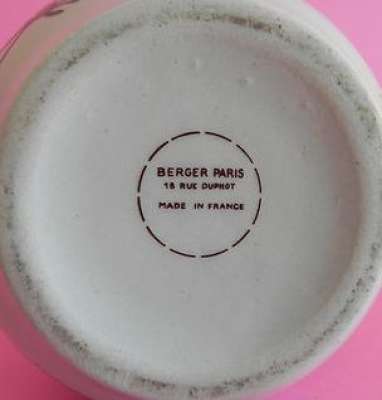 BERGER PARIS
18 RUE DUPHOT
MADE IN FRANCE